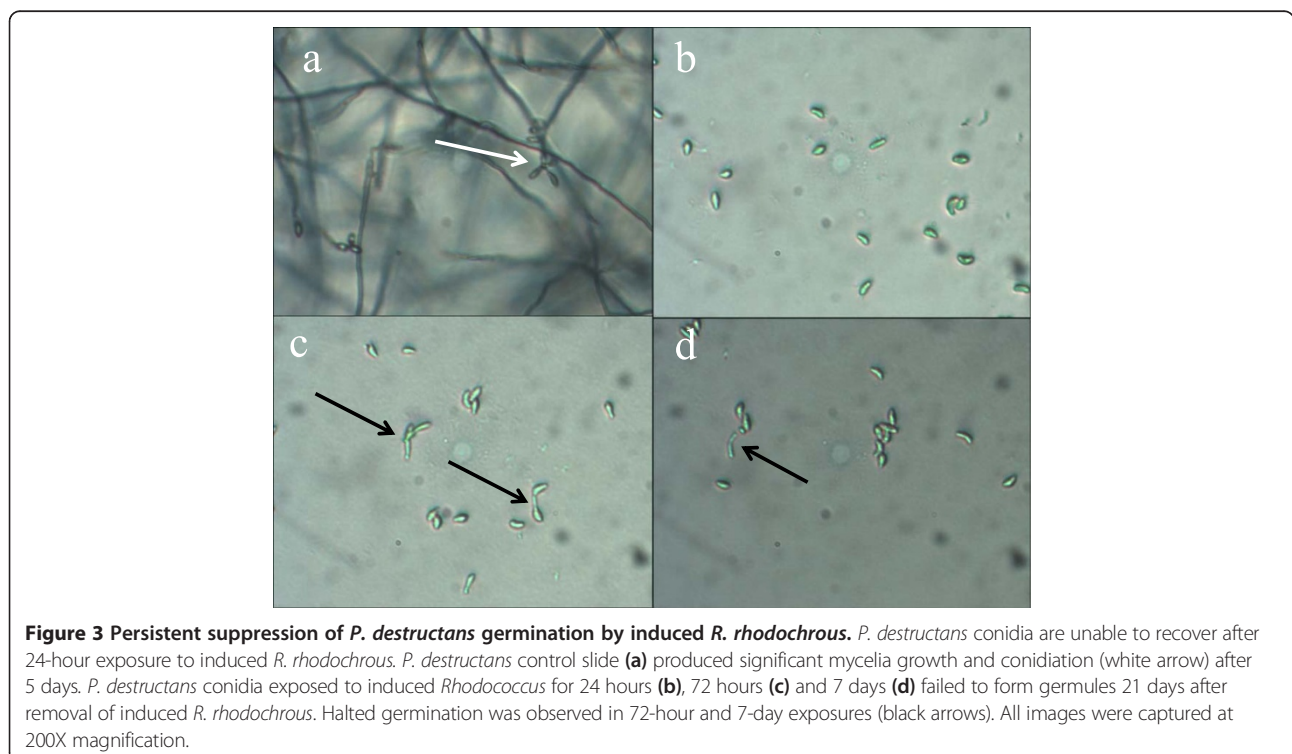 a
b
c
d
Figure 3 Persistent suppression of P. destructans germination by induced R. rhodochrous. P. destructans conidia are unable to recover after
24-hour exposure to induced R. rhodochrous. P. destructans control slide (a) produced significant mycelia growth and conidiation (white arrow) after
5 days. P. destructans conidia exposed to induced Rhodococcus for 24 hours (b), 72 hours (c) and 7 days (d) failed to form germules 21 days after
removal of induced R. rhodochrous. Halted germination was observed in 72-hour and 7-day exposures (black arrows). All images were captured at
200X magnification.